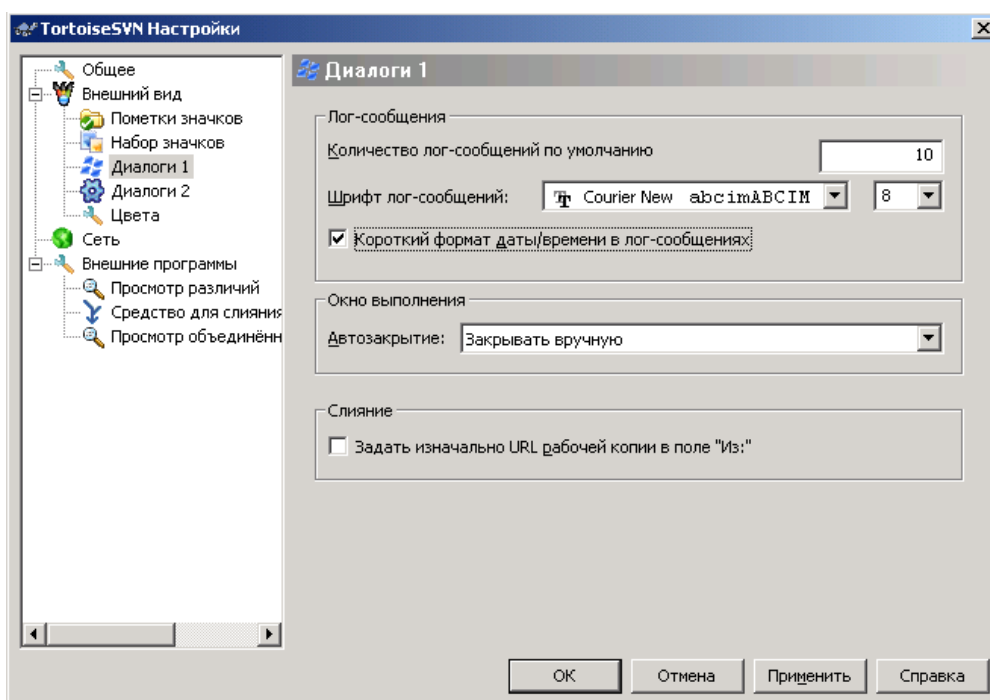 TortoiseSVN Настройки
Общее
Внешний вид
Пометки значков
Набор значков
Диалоги 1
Диалоги 2
Цвета
Сеть
Внешние программы
Просмотр различий
Средство для слияния
Просмотр объединённ
Диалоги 1
Лог-сообщения
Количество лог-сообщений по умолчанию 10
Шрифт лог-сообщений: Courier New abcimABCIM 8
Короткий формат даты/времени в лог-сообщениях
Окно выполнения
Автозакрытие: Закрывать вручную
Слияние
Задать изначально URL рабочей копии в поле "Из:"
ОК Отмена Применить Справка